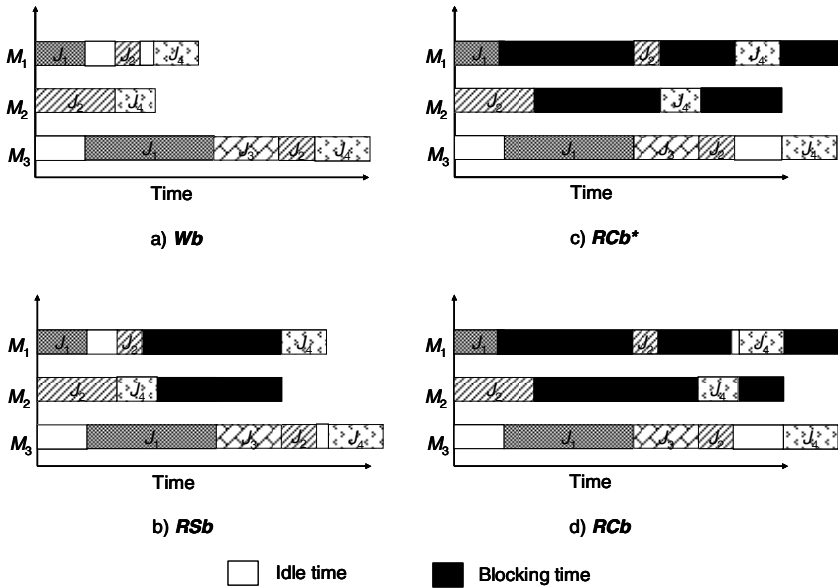 M1 J1 J2 J4
M2 J2 J4
M3 J1 J3 J2 J4
Time
a) Wb
M1 J1 J2 J4
M2 J2 J4
M3 J1 J3 J2 J4
Time
c) RCb*
M1 J1 J2 J4
M2 J2 J4
M3 J1 J3 J2 J4
Time
b) RSb
M1 J1 J2 J4
M2 J2 J4
M3 J1 J3 J2 J4
Time
d) RCb
Idle time
Blocking time